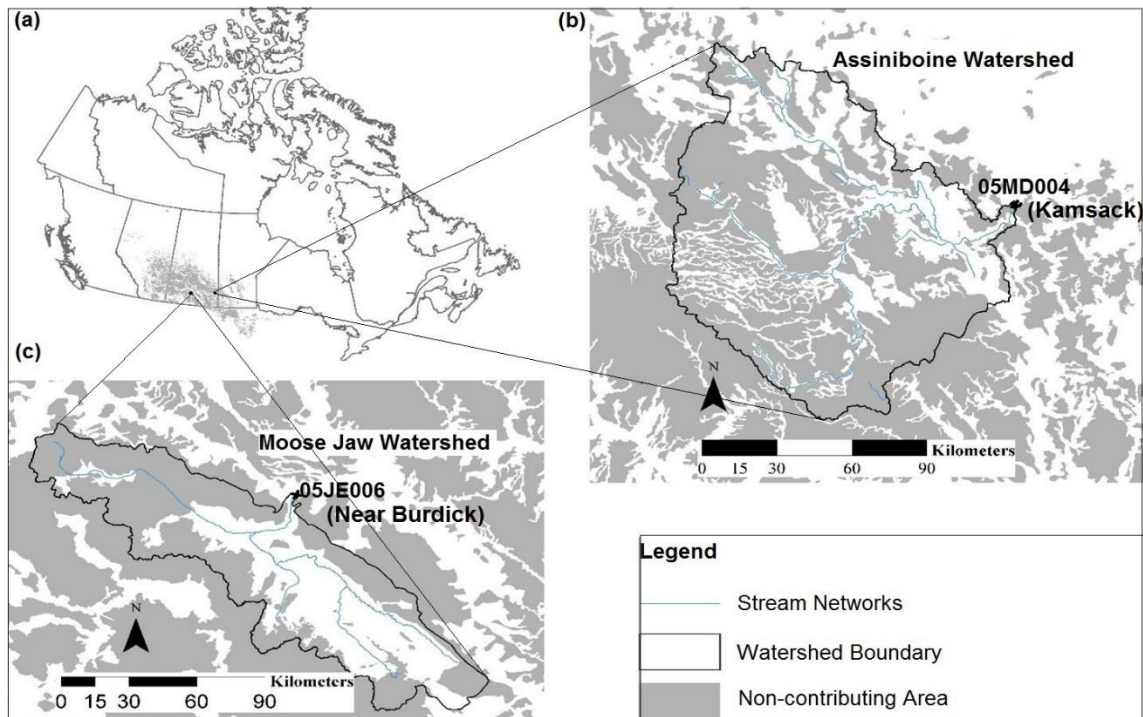 (a)
(b)
Assiniboine Watershed
05MD004
(Kamsack)
N
Kilometers
0 15 30 60 90
(c)
Moose Jaw Watershed
05JE006
(Near Burdick)
N
Kilometers
0 15 30 60 90
Legend
Stream Networks
Watershed Boundary
Non-contributing Area